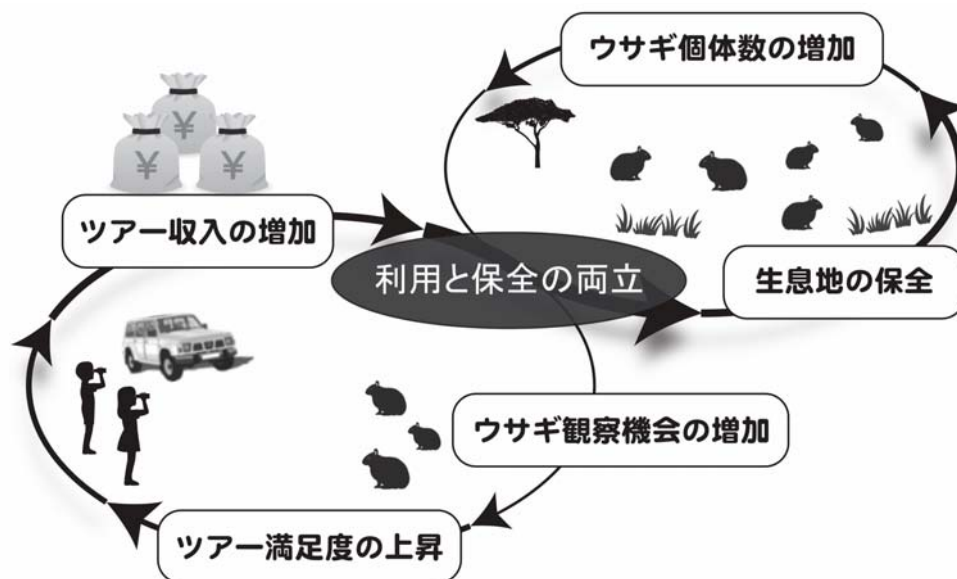 ウサギ個体数の増加
¥
¥
¥
ツアー収入の増加
利用と保全の両立
生息地の保全
ウサギ観察機会の増加
ツアー満足度の上昇